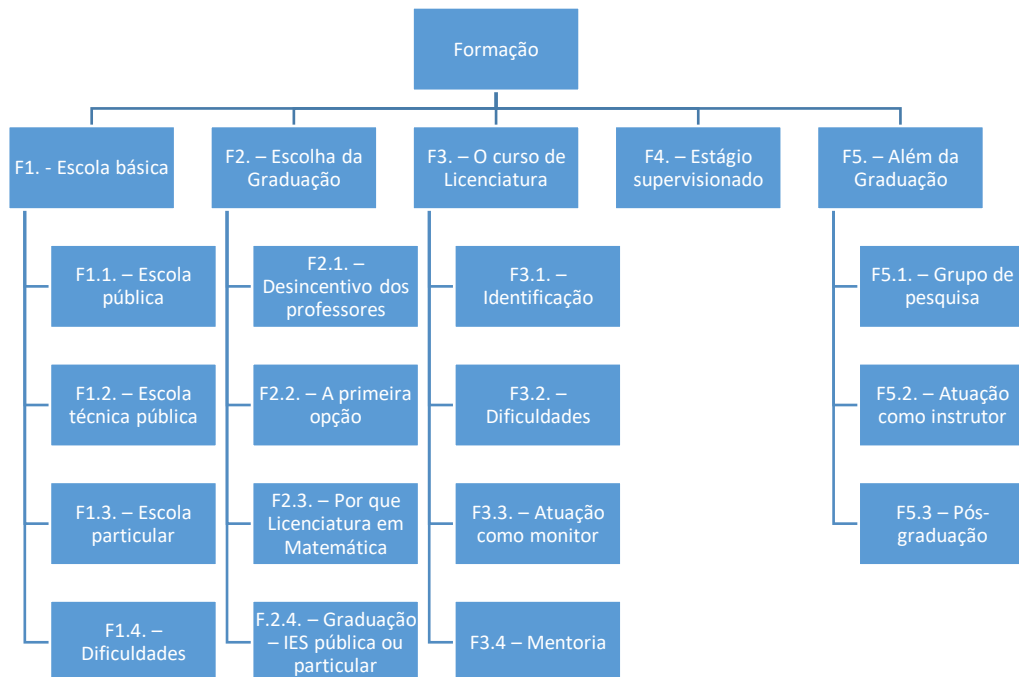 Formação
F1. - Escola básica
F2. – Escolha da
Graduação
F3. – O curso de
Licenciatura
F4. – Estágio
supervisionado
F5. – Além da
Graduação
F1.1. – Escola
pública
F1.2. – Escola
técnica pública
F1.3. – Escola
particular
F1.4. –
Dificuldades
F2.1. –
Desincentivo dos
professores
F2.2. – A primeira
opção
F2.3. – Por que
Licenciatura em
Matemática
F.2.4. – Graduação
– IES pública ou
particular
F3.1. –
Identificação
F3.2. –
Dificuldades
F3.3. – Atuação
como monitor
F3.4 – Mentoria
F5.1. – Grupo de
pesquisa
F5.2. – Atuação
como instrutor
F5.3 – Pós-
graduação